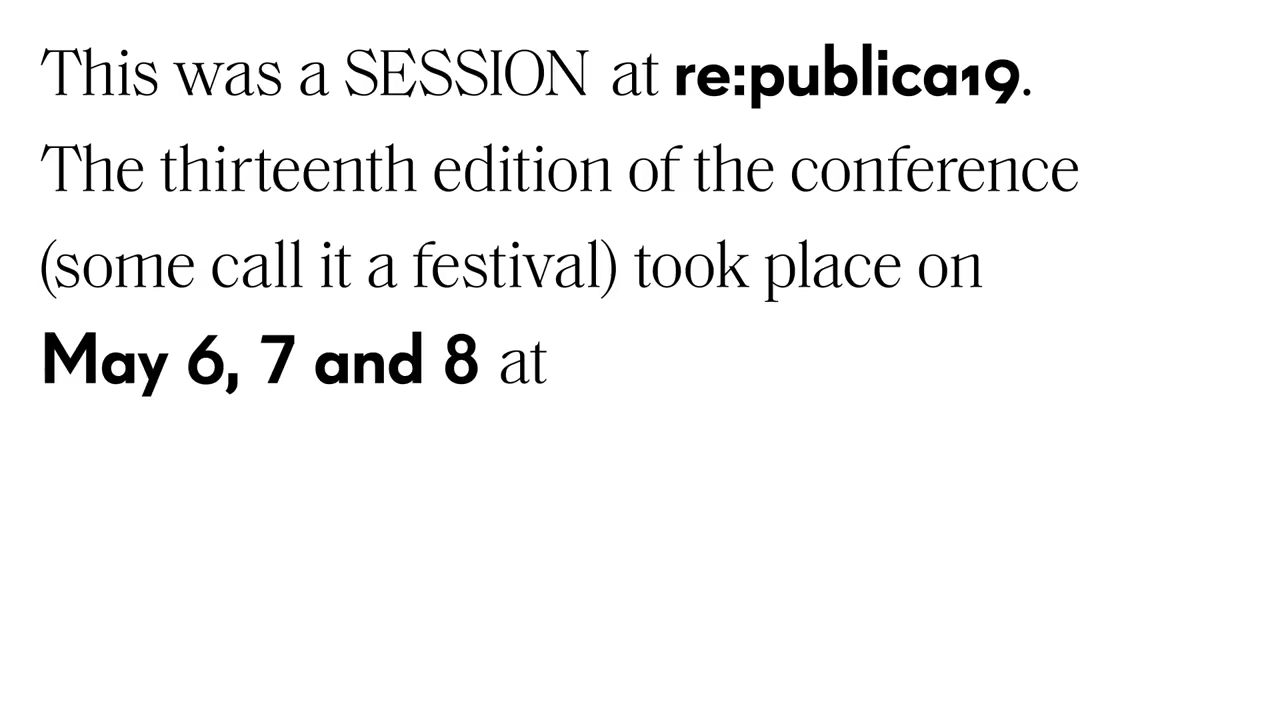 This was a SESSION at re:publica19.
The thirteenth edition of the conference
(some call it a festival) took place on
May 6, 7 and 8 at